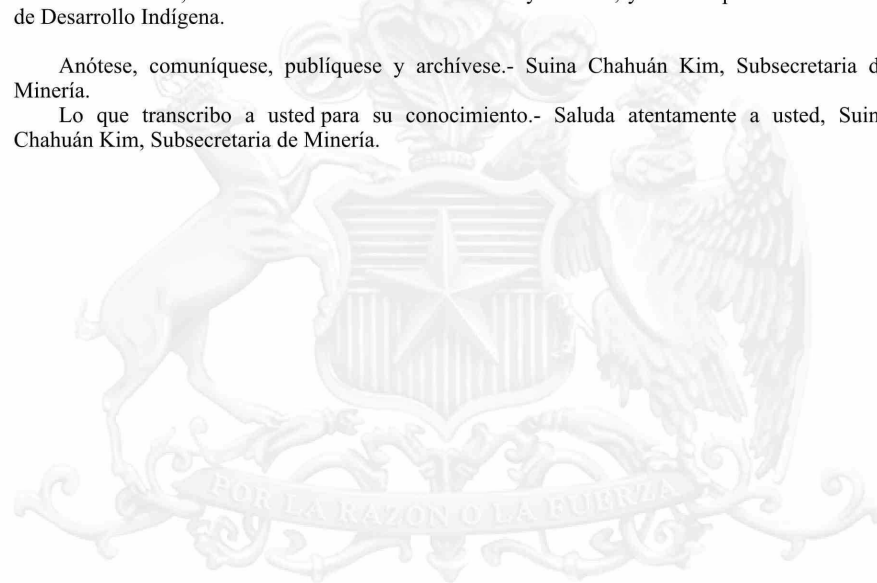 de Desarrollo Indígena.
Anótese, comuníquese, publíquese y archívese.- Suina Chahuán Kim, Subsecretaria d
Minería.
Lo que transcribo a usted para su conocimiento.- Saluda atentamente a usted, Suin
Chahuán Kim, Subsecretaria de Minería.
POR LA RAZÓN O LA FUERZA